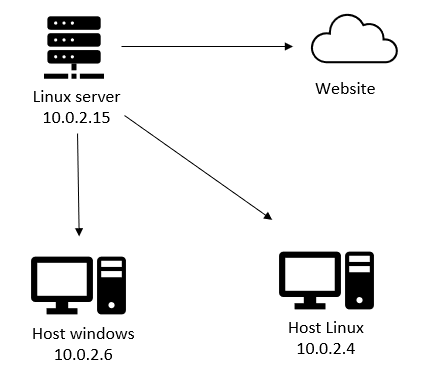 Linux server
10.0.2.15
Website
Host windows
10.0.2.6
Host Linux
10.0.2.4